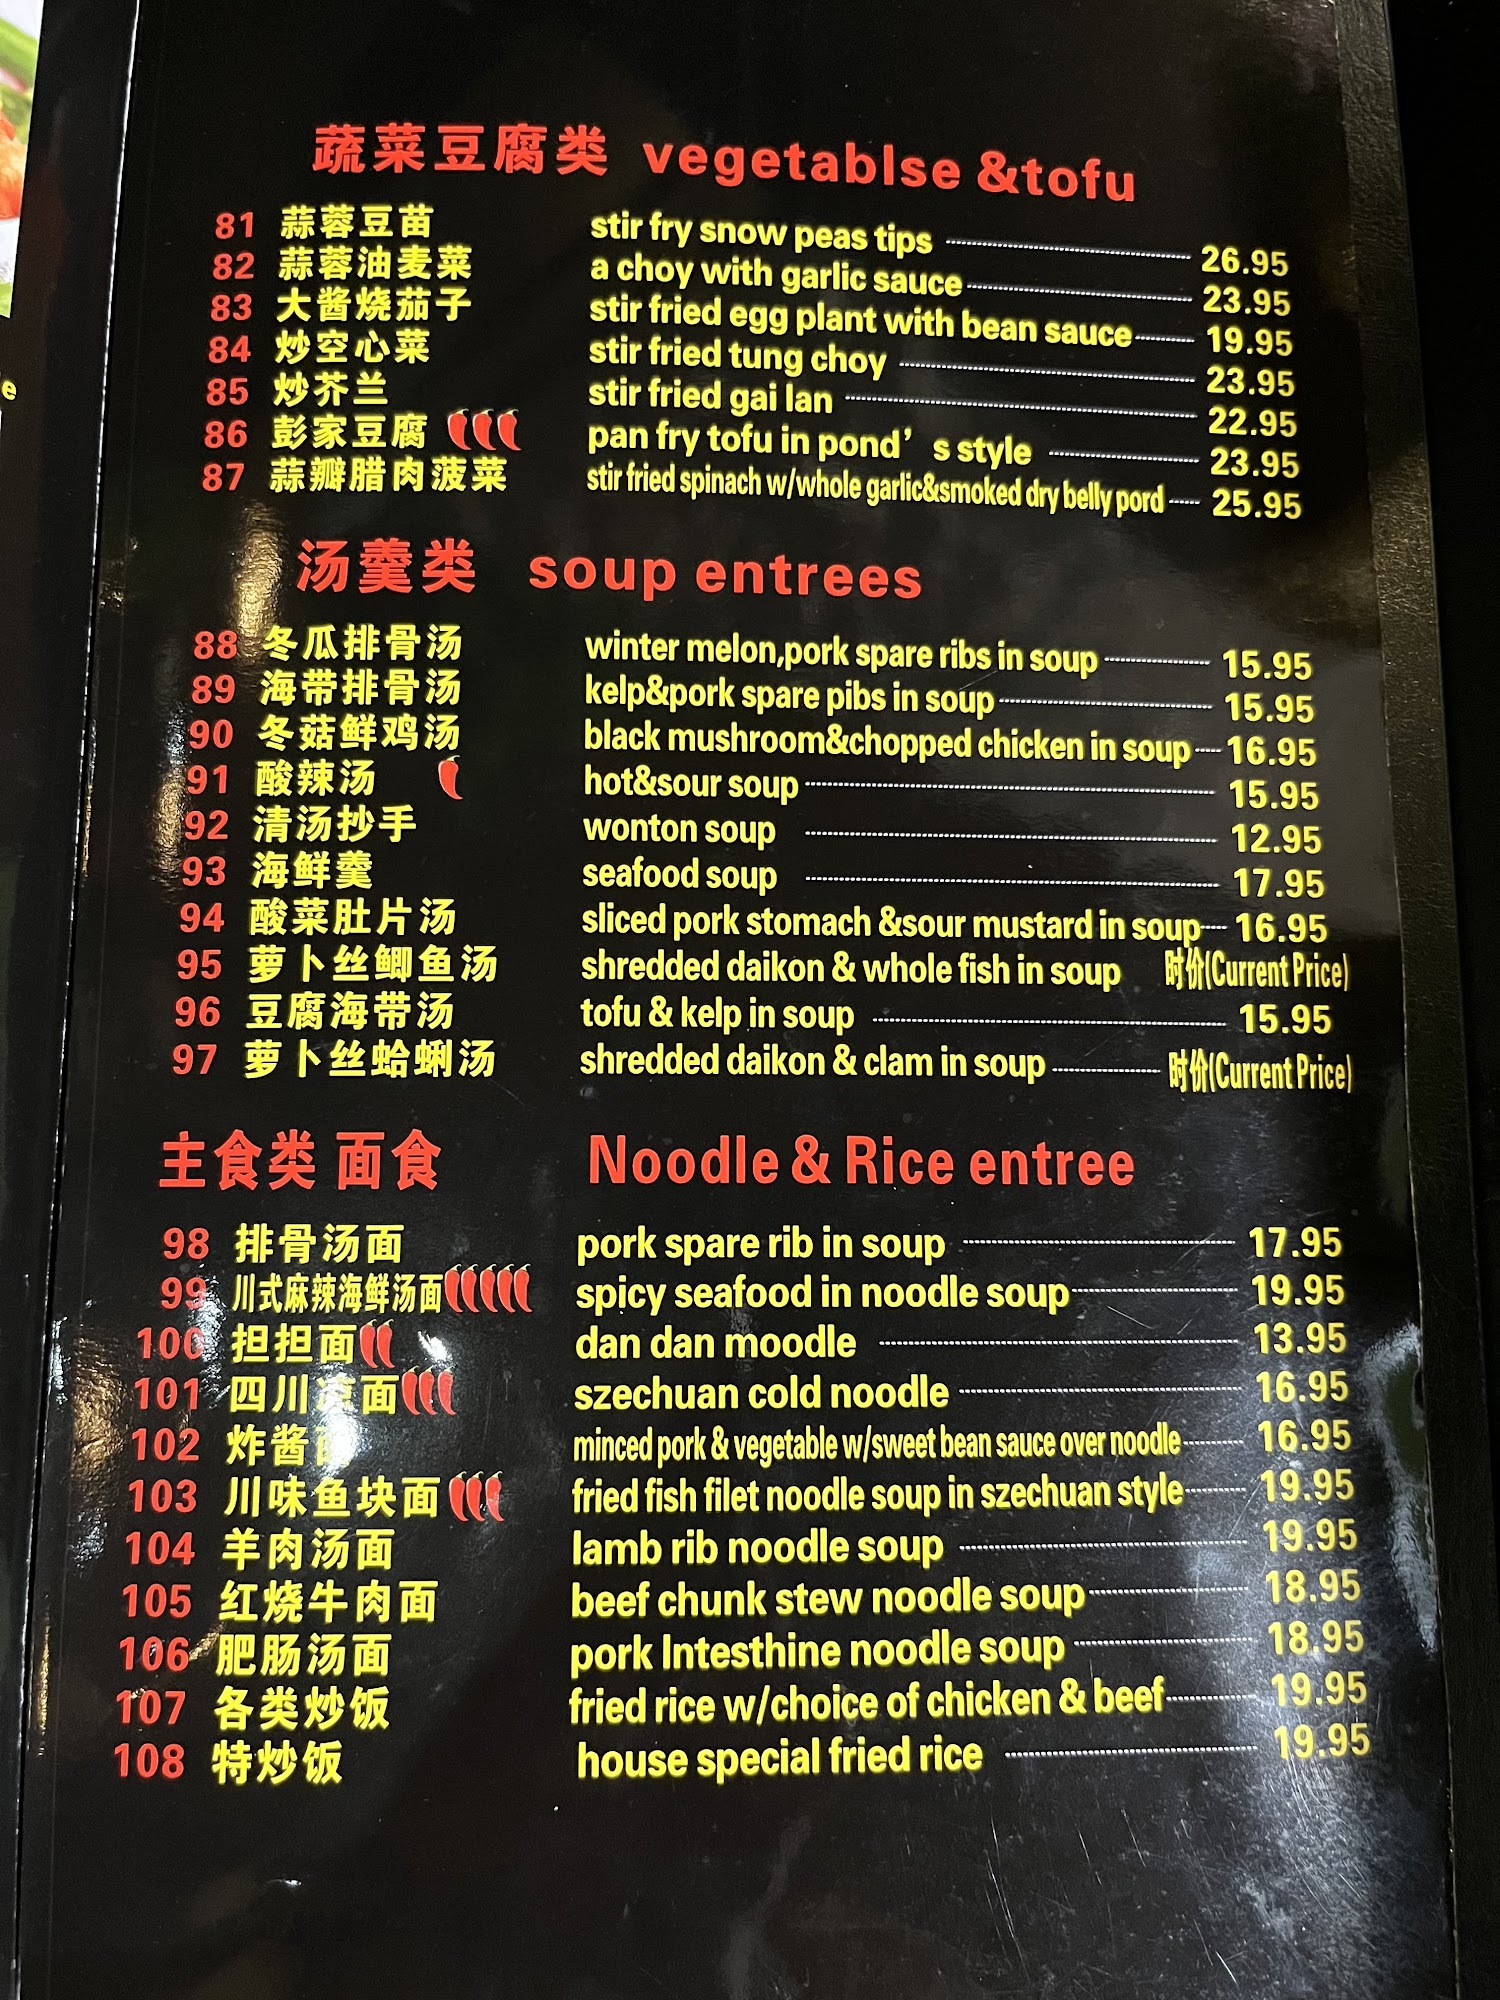 e
蔬菜豆腐类 vegetablse &tofu
81 蒜蓉豆苗 stir fry snow peas tips 26.95
82 蒜蓉油麦菜 a choy with garlic sauce 23.95
83 大酱烧茄子 stir fried egg plant with bean sauce 19.95
84 炒空心菜 stir fried tung choy 23.95
85 炒芥兰 stir fried gai lan 22.95
86 彭家豆腐 pan fry tofu in pond’s style 23.95
87 蒜瓣腊肉菠菜 stir fried spinach w/whole garlic&smoked dry belly pord 25.95
汤羹类 soup entrees
88 冬瓜排骨汤 winter melon,pork spare ribs in soup 15.95
89 海带排骨汤 kelp&pork spare pibs in soup 15.95
90 冬菇鲜鸡汤 black mushroom&chopped chicken in soup 16.95
91 酸辣汤 hot&sour soup 15.95
92 清汤抄手 wonton soup 12.95
93 海鲜羹 seafood soup 17.95
94 酸菜肚片汤 sliced pork stomach &sour mustard in soup 16.95
95 萝卜丝鲫鱼汤 shredded daikon & whole fish in soup 时价(Current Price)
96 豆腐海带汤 tofu & kelp in soup 15.95
97 萝卜丝蛤蜊汤 shredded daikon & clam in soup 时价(Current Price)
主食类 面食 Noodle & Rice entree
98 排骨汤面 pork spare rib in soup 17.95
99 川式麻辣海鲜汤面 spicy seafood in noodle soup 19.95
100 担担面 dan dan moodle 13.95
101 四川凉面 szechuan cold noodle 16.95
102 炸酱面 minced pork & vegetable w/sweet bean sauce over noodle 16.95
103 川味鱼块面 fried fish filet noodle soup in szechuan style 19.95
104 羊肉汤面 lamb rib noodle soup 19.95
105 红烧牛肉面 beef chunk stew noodle soup 18.95
106 肥肠汤面 pork Intesthine noodle soup 18.95
107 各类炒饭 fried rice w/choice of chicken & beef 19.95
108 特炒饭 house special fried rice 19.95